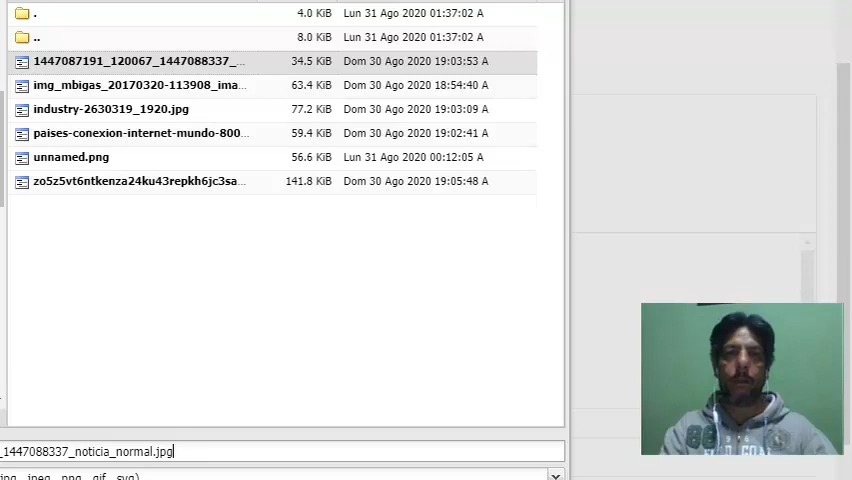 . 4.0 KiB Lun 31 Ago 2020 01:37:02 A
.. 8.0 KiB Lun 31 Ago 2020 01:37:02 A
1447087191_120067_1447088337_... 34.5 KiB Dom 30 Ago 2020 19:03:53 A
img_mbigas_20170320-113908_ima... 63.4 KiB Dom 30 Ago 2020 18:54:40 A
industry-2630319_1920.jpg 77.2 KiB Dom 30 Ago 2020 19:03:09 A
paises-conexion-internet-mundo-800... 59.4 KiB Dom 30 Ago 2020 19:02:41 A
unnamed.png 56.6 KiB Lun 31 Ago 2020 00:12:05 A
zo5z5vt6ntkenza24ku43repkh6jc3sa... 141.8 KiB Dom 30 Ago 2020 19:05:48 A
_1447088337_noticia_normal.jpg
jpeg, png, gif, svg)